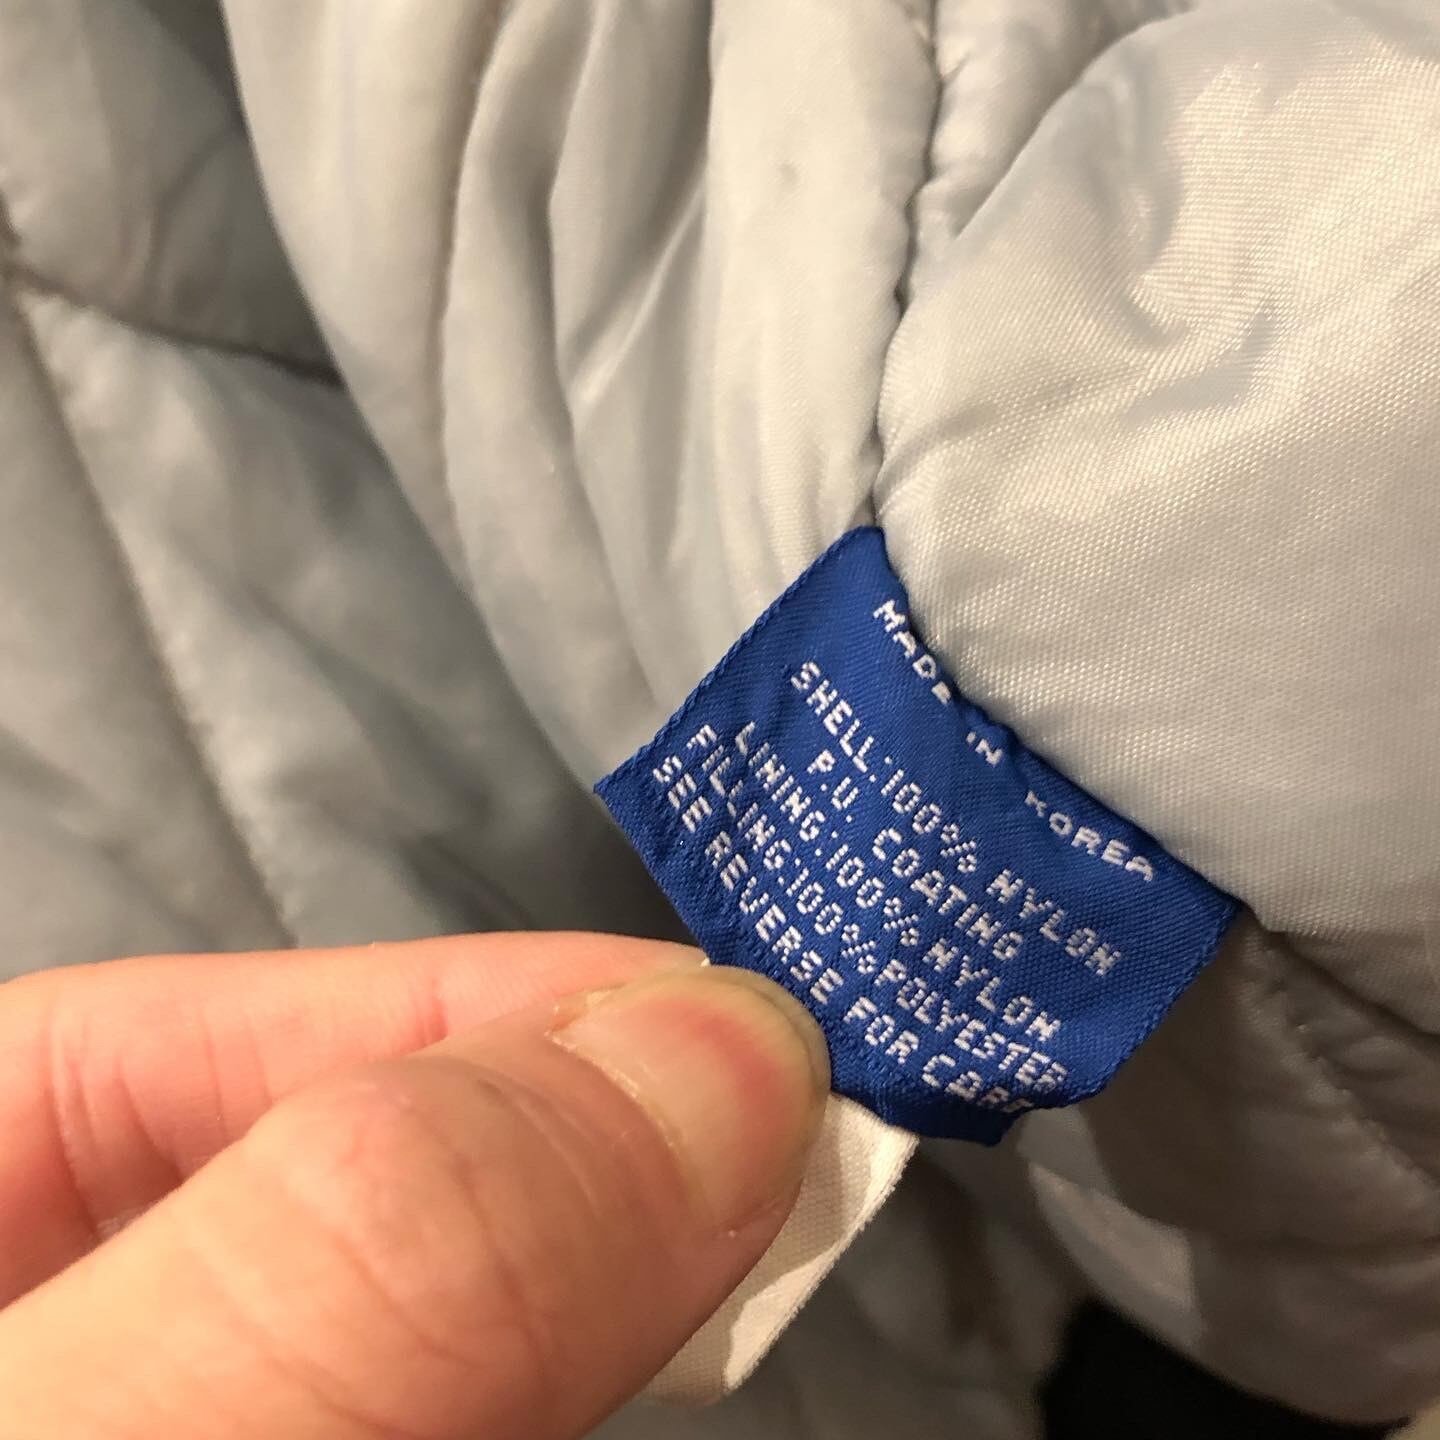 MADE IN KOREA
SHELL:100% NYLON
P.U. COATING
LINING:100% NYLON
FILLING:100%POLYESTER
SEE REVERSE FOR CARE